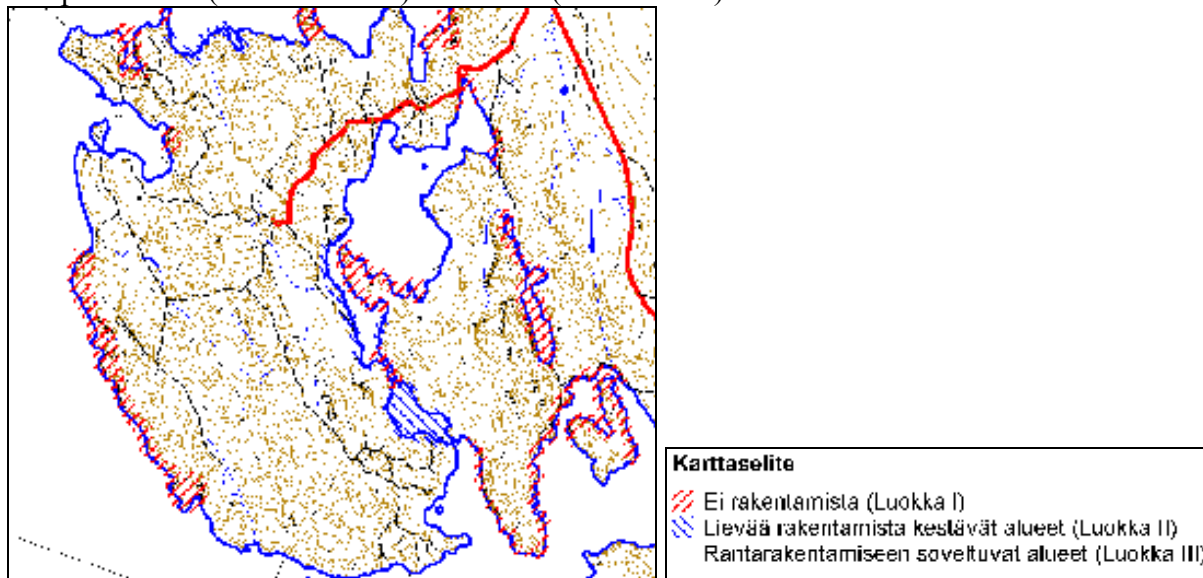 Karttaselite
Ei rakentamista (Luokka I)
Lievää rakentamista kestävät alueet (Luokka II)
Rantarakentamiseen soveltuvat alueet (Luokka III)